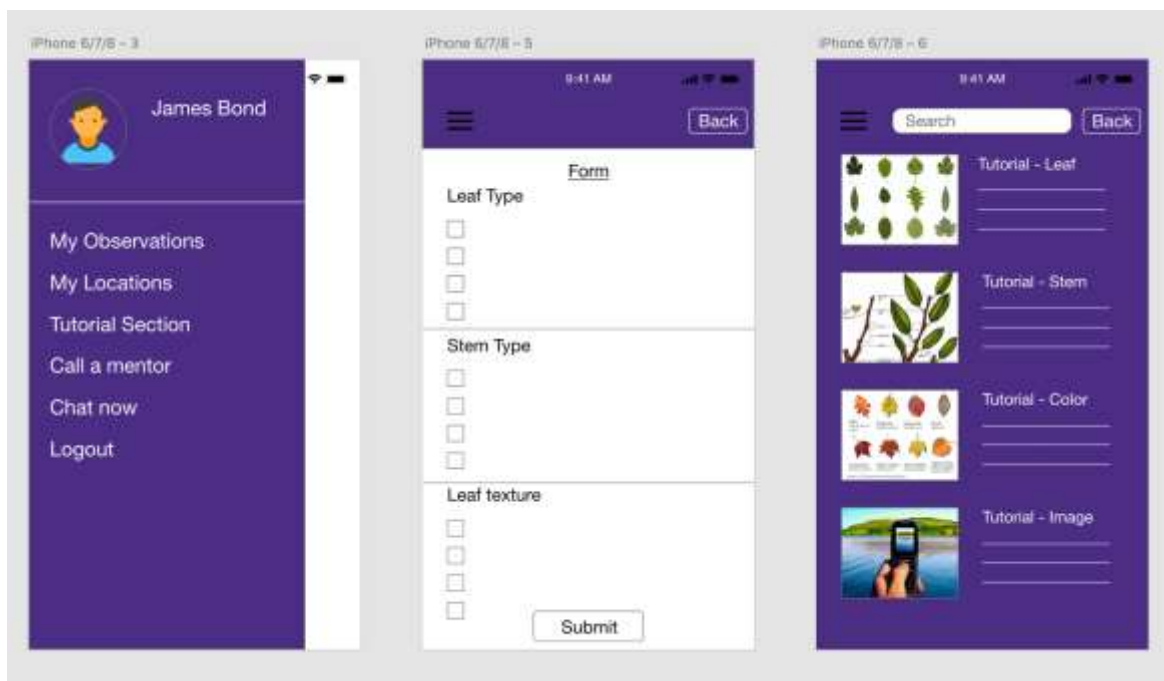 iPhone 6/7/8 – 3
James Bond
My Observations
My Locations
Tutorial Section
Call a mentor
Chat now
Logout
iPhone 6/7/8 – 5
9:41 AM
Back
Form
Leaf Type
Stem Type
Leaf texture
Submit
iPhone 6/7/8 – 6
9:41 AM
Search
Back
Tutorial - Leaf
Tutorial - Stem
Tutorial - Color
Tutorial - Image